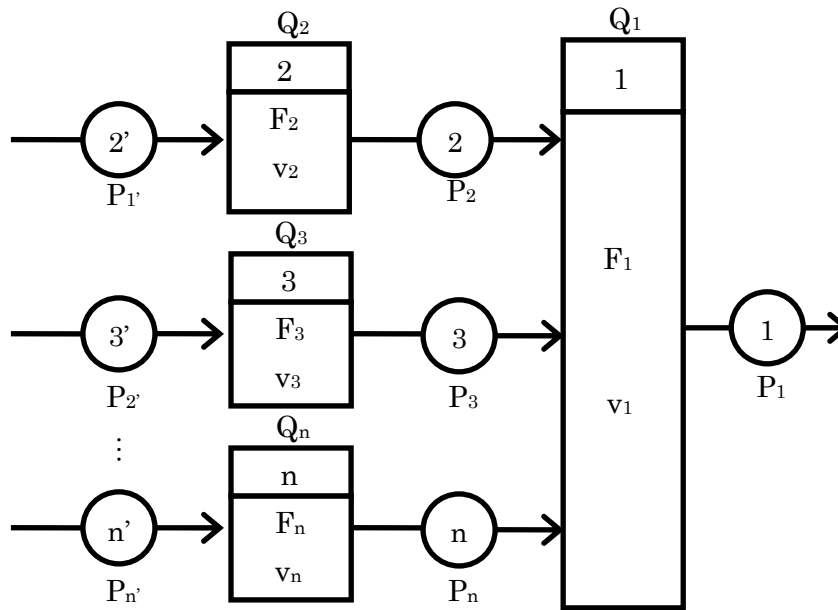 Q₂
2
F₂
v₂
2'
P₁'
2
P₂
Q₃
3
F₃
v₃
3'
P₂'
3
P₃
⋮
Qₙ
n
Fₙ
vₙ
n'
Pₙ'
n
Pₙ
Q₁
1
F₁
v₁
1
P₁